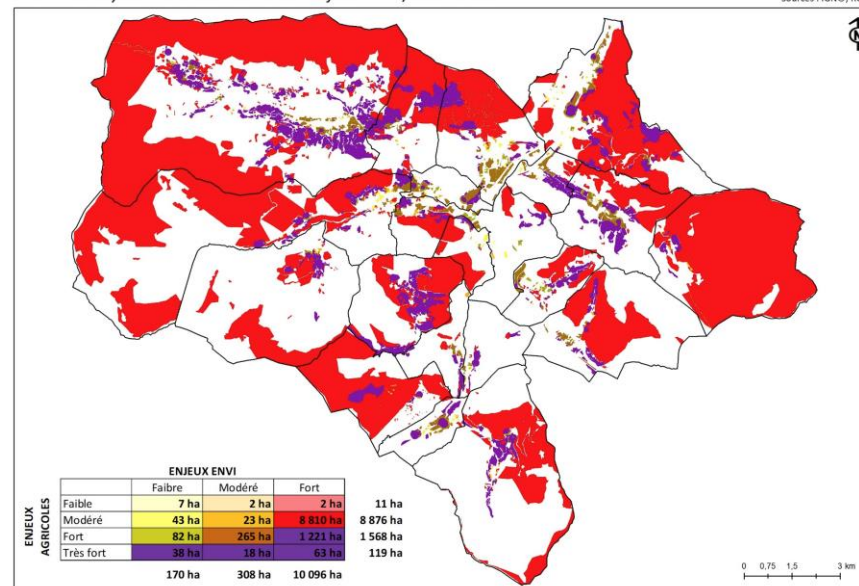 ENJEUX ENVI
Faibre Modéré Fort
ENJEUX AGRICOLES
Faible 7 ha 2 ha 2 ha 11 ha
Modéré 43 ha 23 ha 8 810 ha 8 876 ha
Fort 82 ha 265 ha 1 221 ha 1 568 ha
Très fort 38 ha 18 ha 63 ha 119 ha
170 ha 308 ha 10 096 ha
0 0,75 1,5 3 km